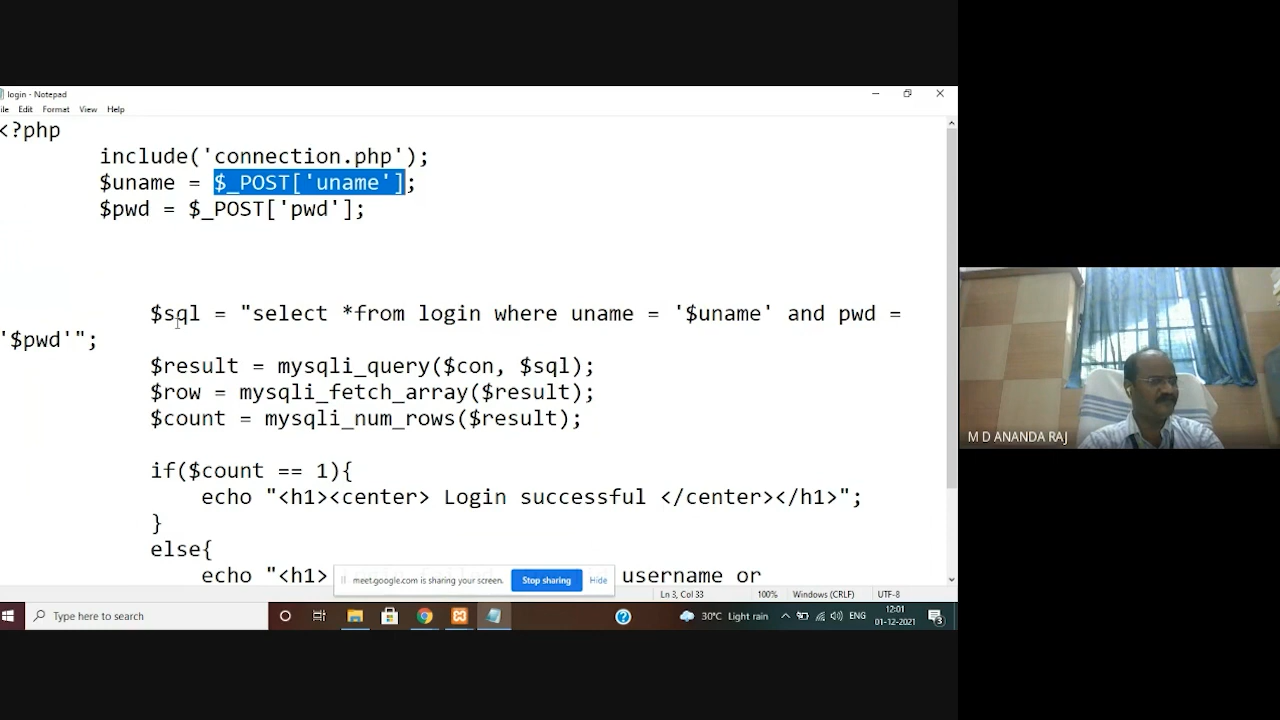 login - Notepad
ile Edit Format View Help
<?php
include('connection.php');
$uname = $_POST['uname'];
$pwd = $_POST['pwd'];
$sql = "select *from login where uname = '$uname' and pwd =
'$pwd'";
$result = mysqli_query($con, $sql);
$row = mysqli_fetch_array($result);
$count = mysqli_num_rows($result);
if($count == 1){
echo "<h1><center> Login successful </center></h1>";
}
else{
echo "<h1> username or
meet.google.com is sharing your screen. Stop sharing Hide
Ln 3, Col 33 100% Windows (CRLF) UTF-8
Type here to search
30°C Light rain ENG
12:01
01-12-2021
3
M D ANANDA RAJ